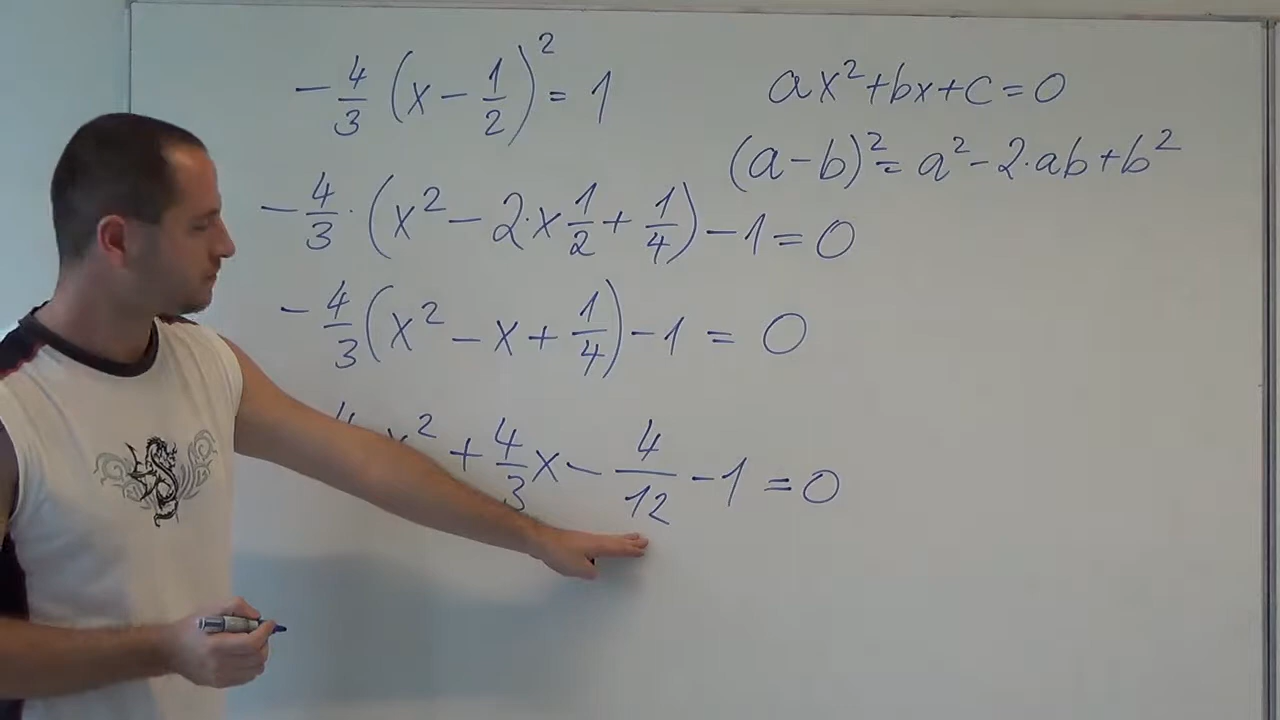 -4/3 (x - 1/2)² = 1
ax² + bx + c = 0
(a - b)² = a² - 2·ab + b²
-4/3 · (x² - 2·x 1/2 + 1/4) - 1 = 0
-4/3 (x² - x + 1/4) - 1 = 0
x² + 4/3 x - 4/12 - 1 = 0